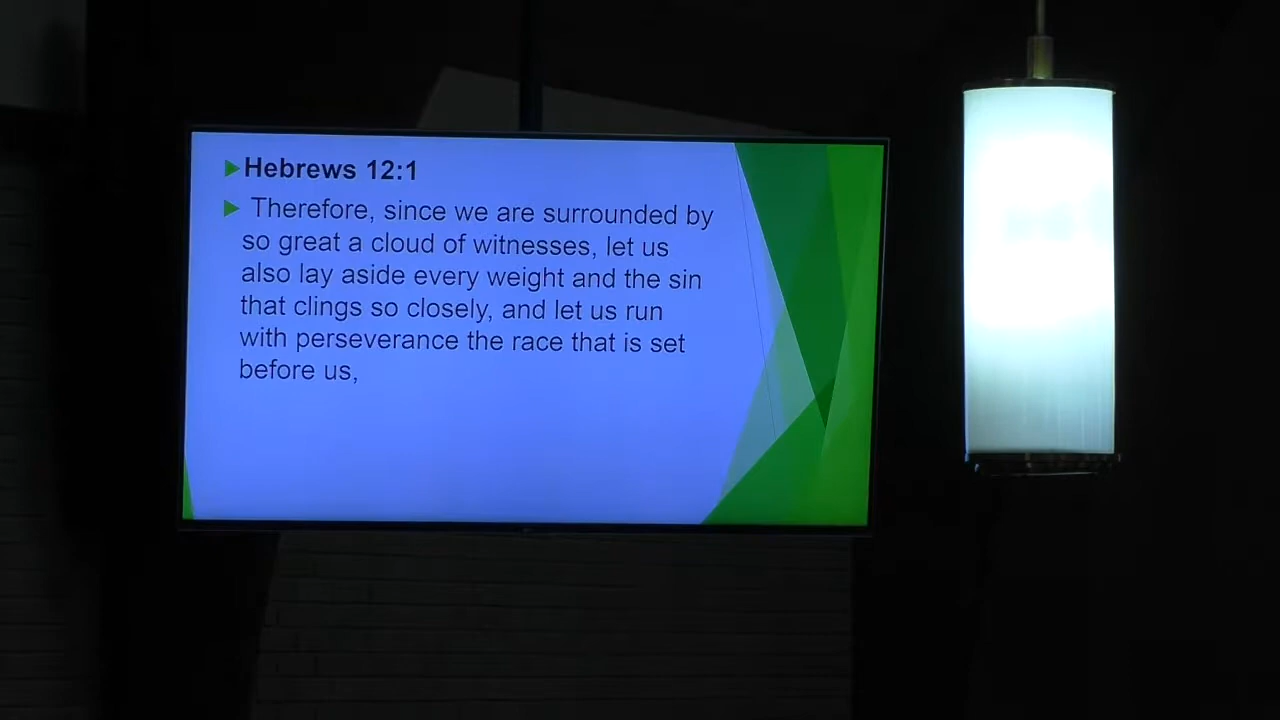 Hebrews 12:1
Therefore, since we are surrounded by
so great a cloud of witnesses, let us
also lay aside every weight and the sin
that clings so closely, and let us run
with perseverance the race that is set
before us,